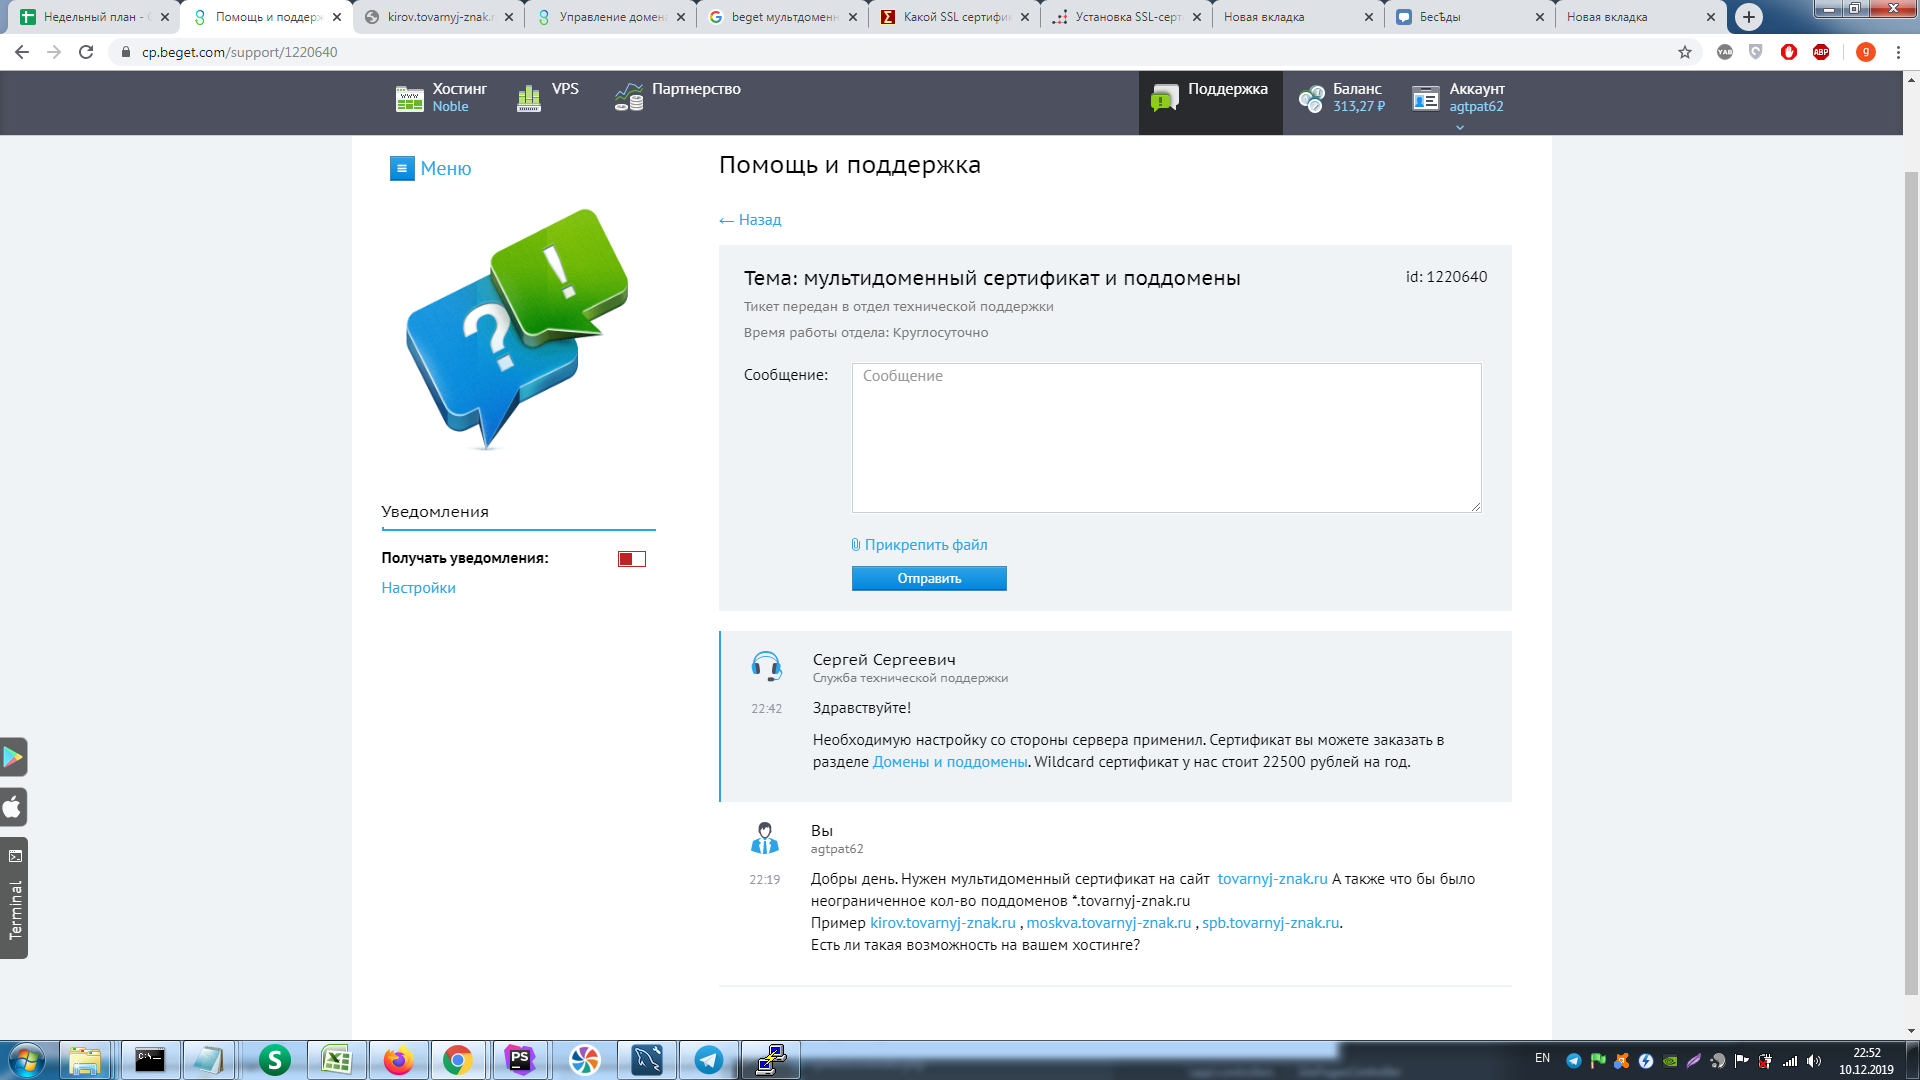 Недельный план - С
Помощь и поддерж
kirov.tovarnyj-znak.r
Управление домена
beget мультдоменн
Какой SSL сертифик
Установка SSL-серт
Новая вкладка
Бесѣды
Новая вкладка
cp.beget.com/support/1220640
Хостинг
Noble
VPS
Партнерство
Поддержка
Баланс
313,27 ₽
Аккаунт
agtpat62
Меню
Помощь и поддержка
← Назад
Тема: мультидоменный сертификат и поддомены
id: 1220640
Тикет передан в отдел технической поддержки
Время работы отдела: Круглосуточно
Сообщение:
Сообщение
Прикрепить файл
Отправить
Уведомления
Получать уведомления:
Настройки
Сергей Сергеевич
Служба технической поддержки
22:42
Здравствуйте!
Необходимую настройку со стороны сервера применил. Сертификат вы можете заказать в
разделе Домены и поддомены. Wildcard сертификат у нас стоит 22500 рублей на год.
Вы
agtpat62
22:19
Добры день. Нужен мультидоменный сертификат на сайт tovarnyj-znak.ru А также что бы было
неограниченное кол-во поддоменов *.tovarnyj-znak.ru
Пример kirov.tovarnyj-znak.ru , moskva.tovarnyj-znak.ru , spb.tovarnyj-znak.ru.
Есть ли такая возможность на вашем хостинге?
Terminal
EN
22:52
10.12.2019